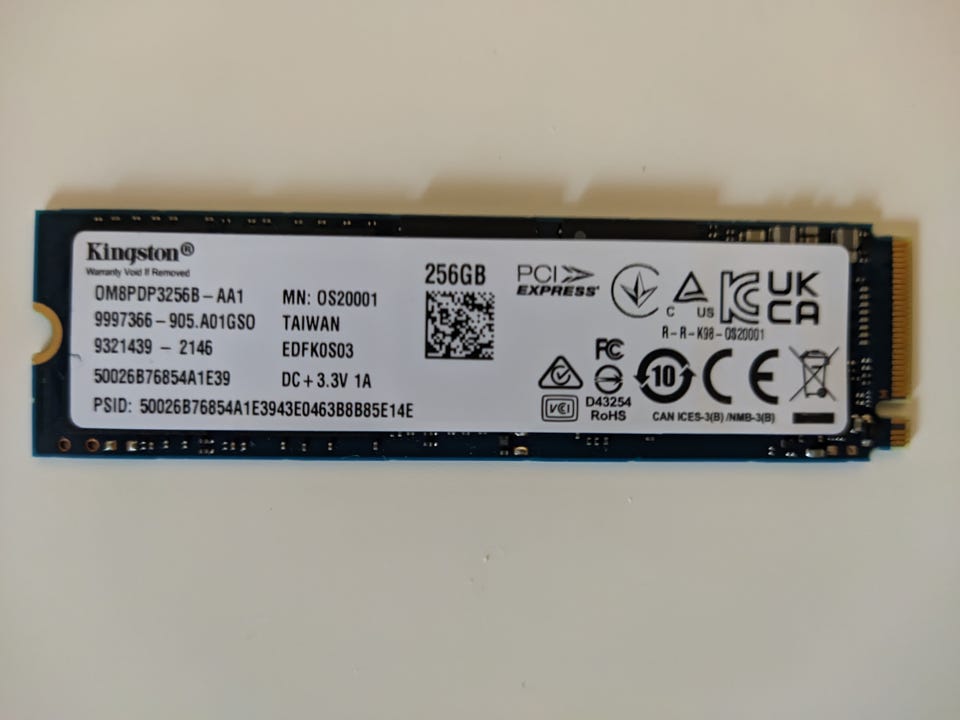 Kingston®
Warranty Void If Removed
OM8PDP3256B-AA1
9997366-905.A01GS0
9321439 - 2146
50026B76854A1E39
PSID: 50026B76854A1E3943E0463B8B85E14E
MN: OS20001
TAIWAN
EDFK0S03
DC+3.3V 1A
256GB
PCI EXPRESS®
C US
UK CA
R-R-K98-OS20001
FC
VCI
D43254
RoHS
10
CE
CAN ICES-3(B)/NMB-3(B)